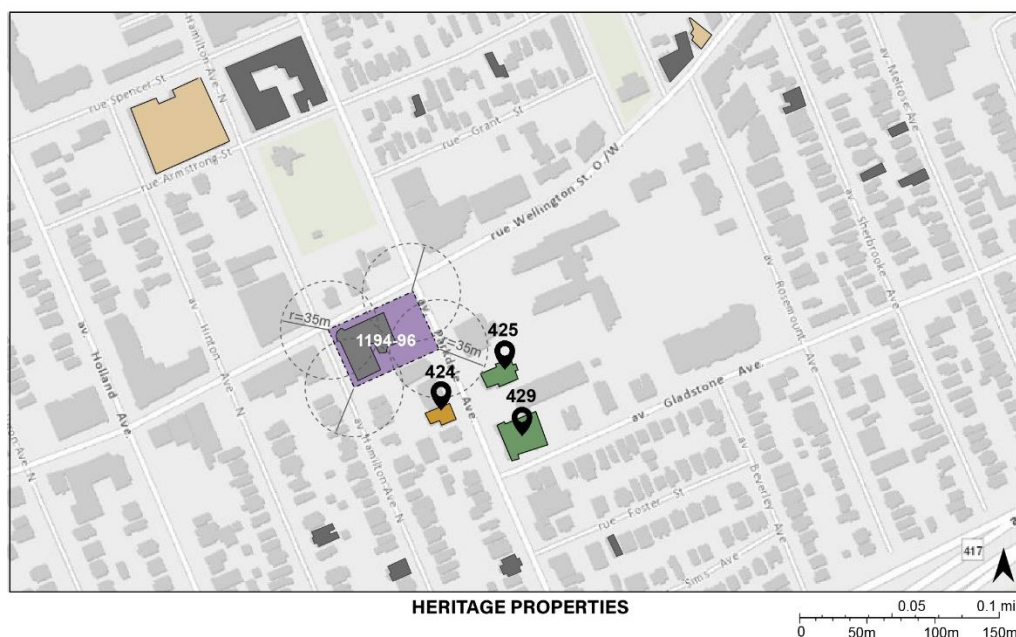 rue Spencer St
Hamilton Ave N
av Melrose Ave
rue Grant St
rue Armstrong St
rue Wellington St. O./W.
av Sherbrooke Ave
av Rosemount Ave
r=35m
1194-96
r=35m
425
424
429
av. Holland Ave.
av Hinton Ave N
av Hamilton Ave N
av. Gladstone Ave.
av Beverley Ave
rue Foster St
Sims Ave
417
HERITAGE PROPERTIES
0.05 0.1 mi
0 50m 100m 150m